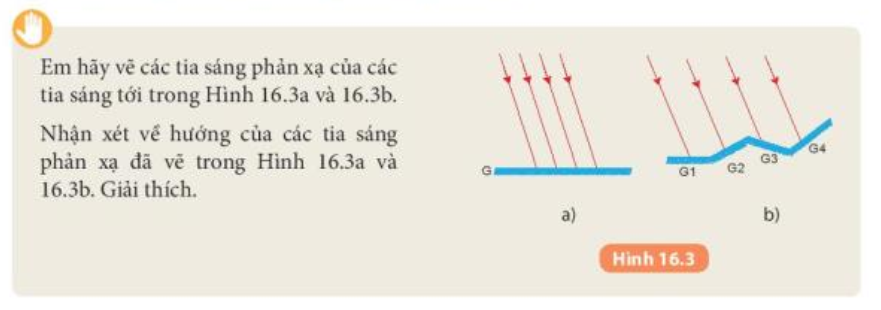 Em hãy vẽ các tia sáng phản xạ của các
tia sáng tới trong Hình 16.3a và 16.3b.
Nhận xét về hướng của các tia sáng
phản xạ đã vẽ trong Hình 16.3a và
16.3b. Giải thích.
G
G1
G2
G3
G4
a)
b)
Hình 16.3